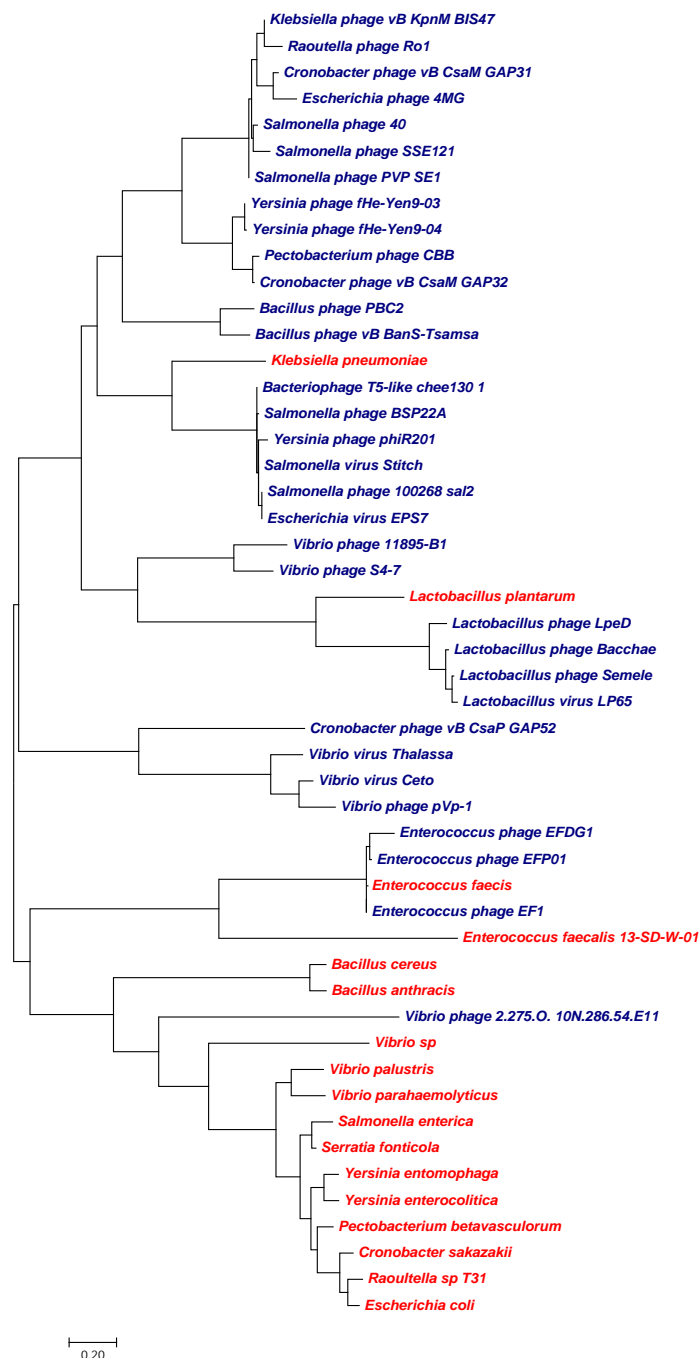 Klebsiella phage vB KpnM BIS47
Raoutella phage Ro1
Cronobacter phage vB CsaM GAP31
Escherichia phage 4MG
Salmonella phage 40
Salmonella phage SSE121
Salmonella phage PVP SE1
Yersinia phage fHe-Yen9-03
Yersinia phage fHe-Yen9-04
Pectobacterium phage CBB
Cronobacter phage vB CsaM GAP32
Bacillus phage PBC2
Bacillus phage vB BanS-Tsamsa
Klebsiella pneumoniae
Bacteriophage T5-like chee130 1
Salmonella phage BSP22A
Yersinia phage phiR201
Salmonella virus Stitch
Salmonella phage 100268 sal2
Escherichia virus EPS7
Vibrio phage 11895-B1
Vibrio phage S4-7
Lactobacillus plantarum
Lactobacillus phage LpeD
Lactobacillus phage Bacchae
Lactobacillus phage Semele
Lactobacillus virus LP65
Cronobacter phage vB CsaP GAP52
Vibrio virus Thalassa
Vibrio virus Ceto
Vibrio phage pVp-1
Enterococcus phage EFDG1
Enterococcus phage EFP01
Enterococcus faecis
Enterococcus phage EF1
Enterococcus faecalis 13-SD-W-01
Bacillus cereus
Bacillus anthracis
Vibrio phage 2.275.O. 10N.286.54.E11
Vibrio sp
Vibrio palustris
Vibrio parahaemolyticus
Salmonella enterica
Serratia fonticola
Yersinia entomophaga
Yersinia enterocolitica
Pectobacterium betavasculorum
Cronobacter sakazakii
Raoultella sp T31
Escherichia coli
0.20